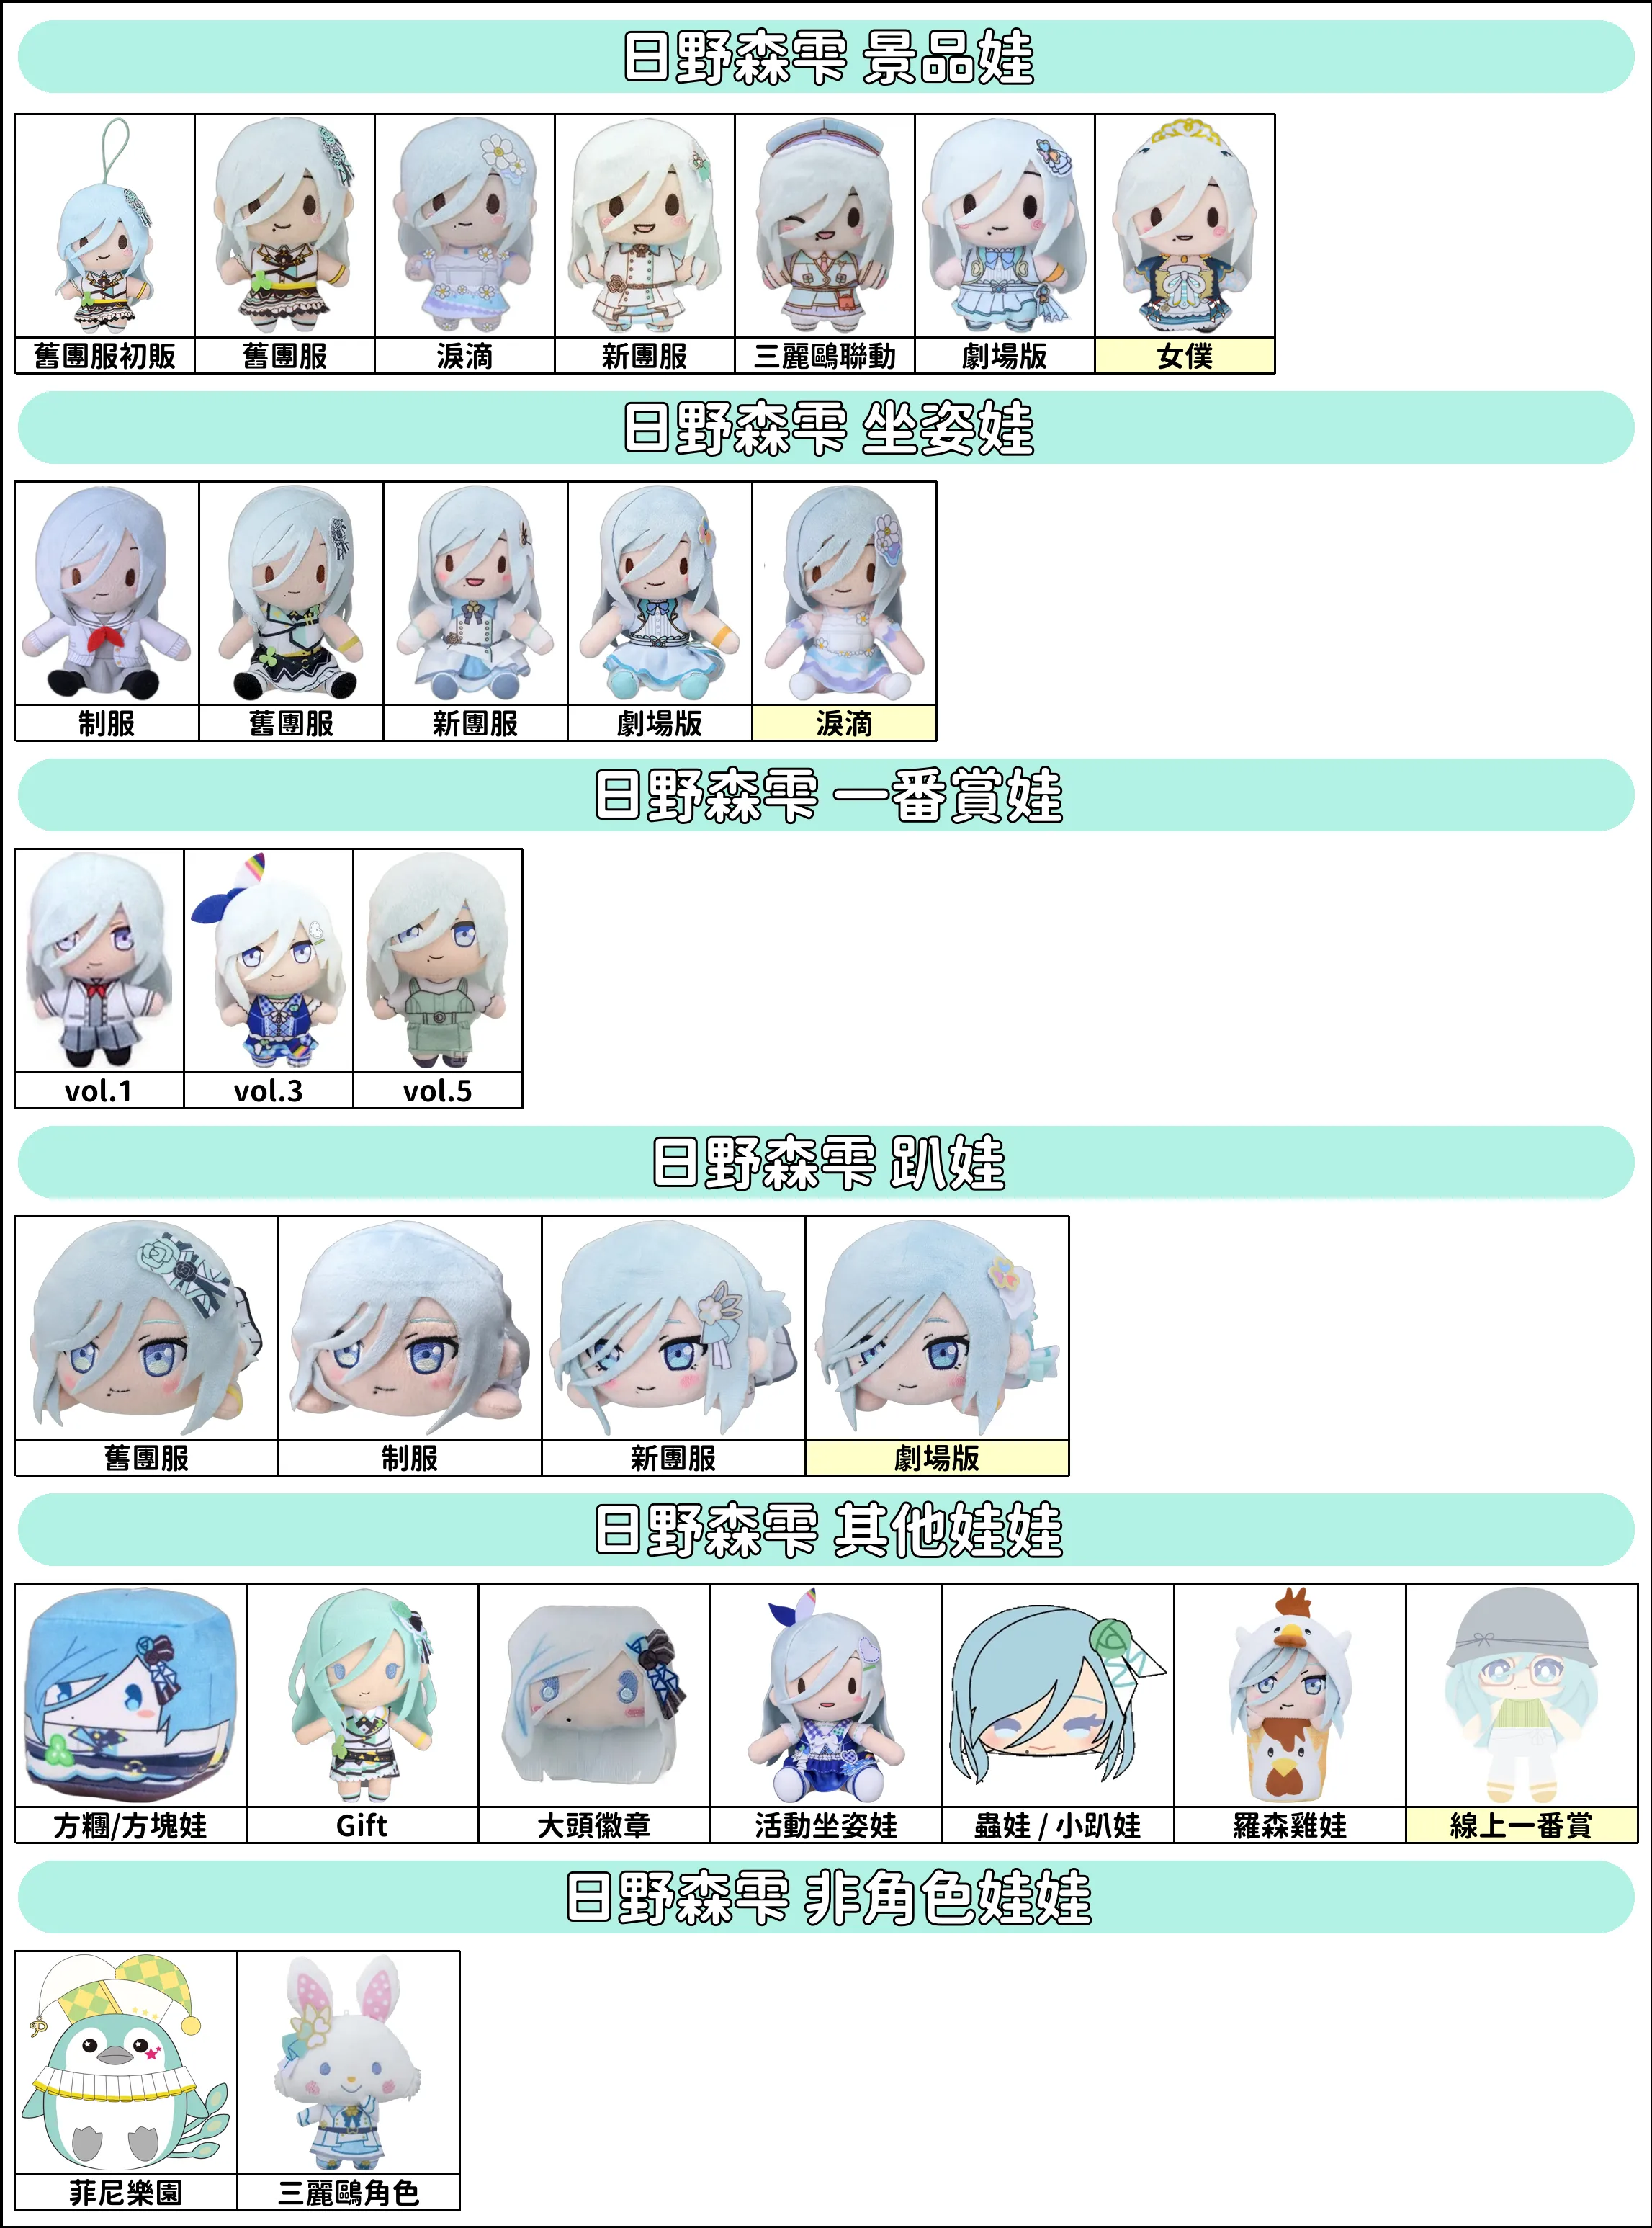 日野森雫 景品娃
舊團服初販 舊團服 淚滴 新團服 三麗鷗聯動 劇場版 女僕
日野森雫 坐姿娃
制服 舊團服 新團服 劇場版 淚滴
日野森雫 一番賞娃
vol.1 vol.3 vol.5
日野森雫 趴娃
舊團服 制服 新團服 劇場版
日野森雫 其他娃娃
方糰/方塊娃 Gift 大頭徽章 活動坐姿娃 蟲娃 / 小趴娃 羅森雞娃 線上一番賞
日野森雫 非角色娃娃
菲尼樂園 三麗鷗角色